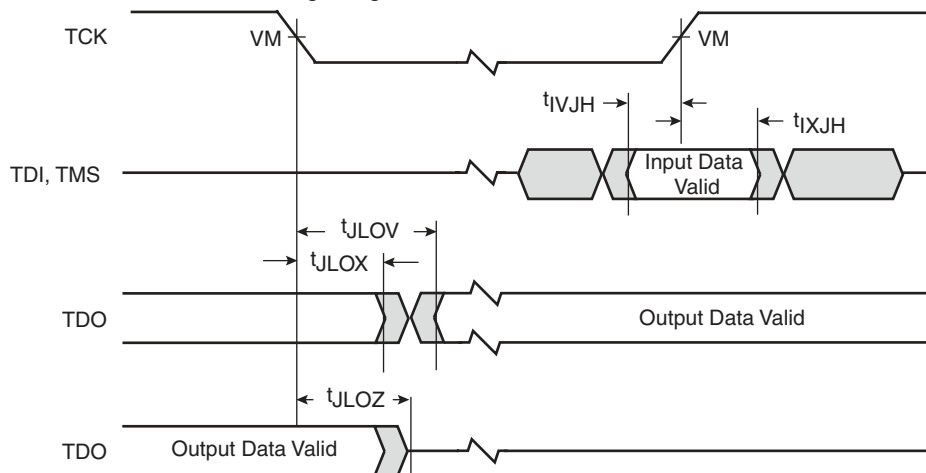 TCK
VM
VM
tIVJH
tIXJH
TDI, TMS
Input Data
Valid
tJLOV
tJLOX
TDO
Output Data Valid
tJLOZ
TDO
Output Data Valid